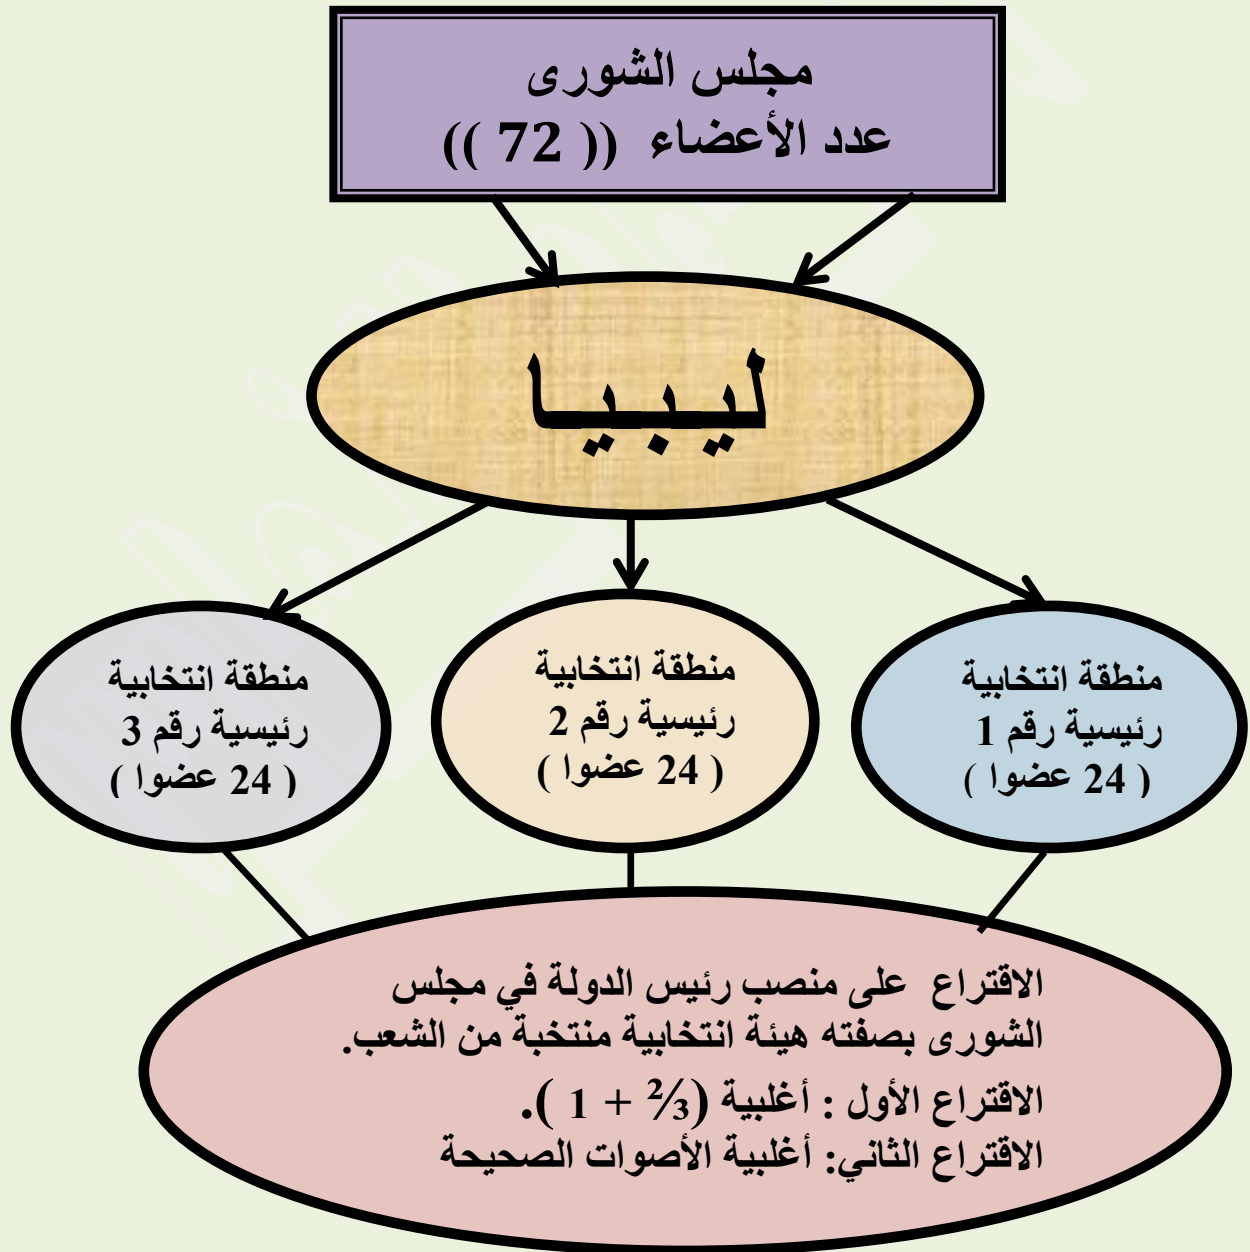 مجلس الشورى
عدد الأعضاء (( 72 ))
ليبيا
منطقة انتخابية
رئيسية رقم 1
( 24 عضوا )
منطقة انتخابية
رئيسية رقم 2
( 24 عضوا )
منطقة انتخابية
رئيسية رقم 3
( 24 عضوا )
الاقتراع على منصب رئيس الدولة في مجلس
الشورى بصفته هيئة انتخابية منتخبة من الشعب.
الاقتراع الأول : أغلبية (⅔ + 1 ).
الاقتراع الثاني: أغلبية الأصوات الصحيحة